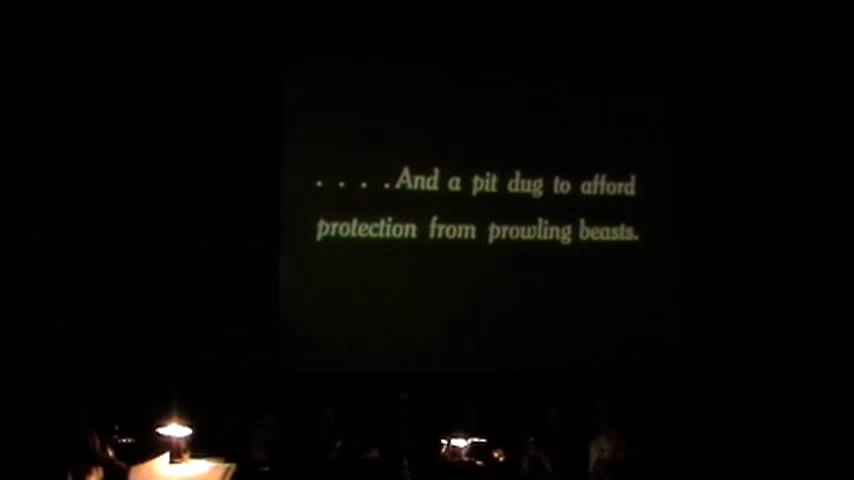 . . . .And a pit dug to afford
protection from prowling beasts.